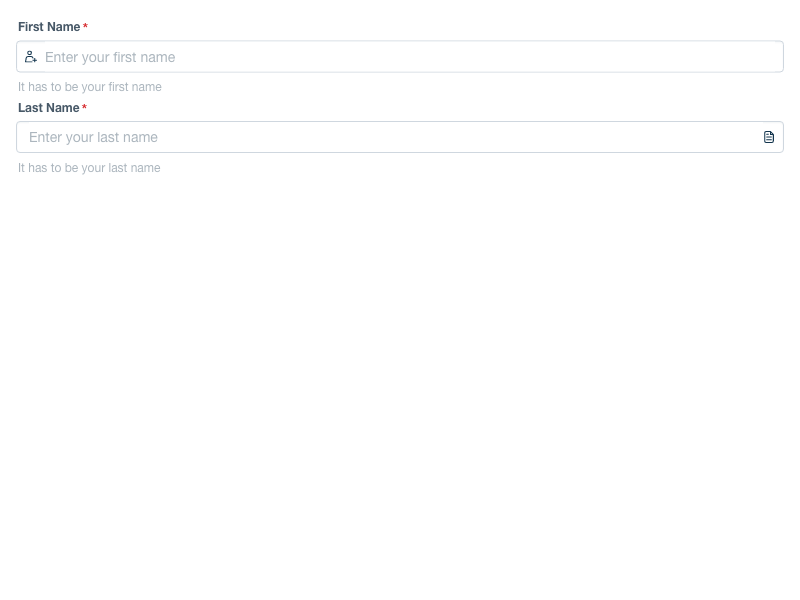 First Name *
Enter your first name
It has to be your first name
Last Name *
Enter your last name
It has to be your last name